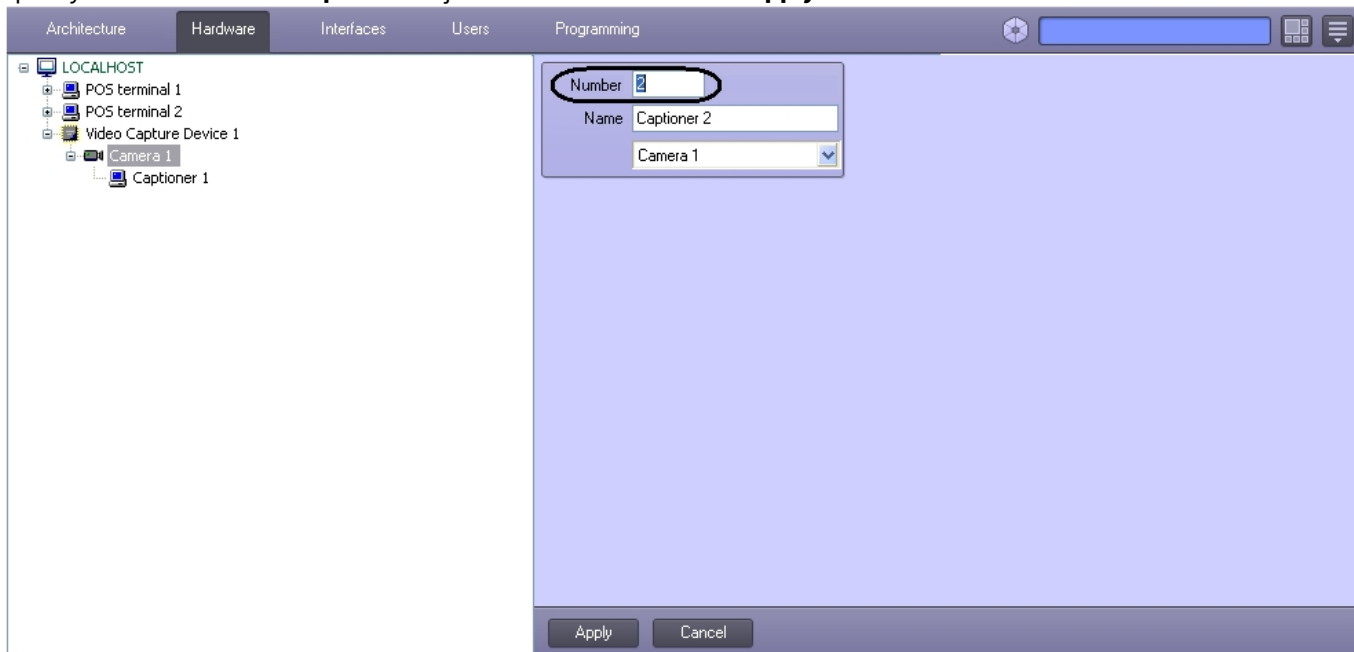 Architecture Hardware Interfaces Users Programming
LOCALHOST
POS terminal 1
POS terminal 2
Video Capture Device 1
Camera 1
Captioner 1
Number 2
Name Captioner 2
Camera 1
Apply Cancel